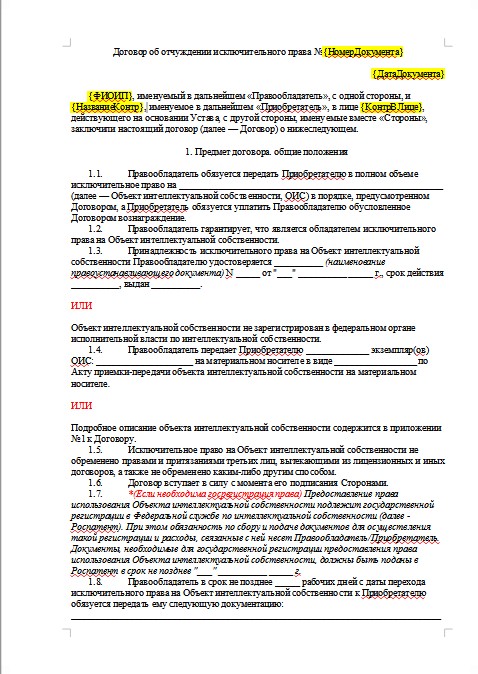 Договор об отчуждении исключительного права №{НомерДокумента}
{ДатаДокумента}
{ФИОИП}, именуемый в дальнейшем «Правообладатель», с одной стороны, и
{НазваниеКонтр}, именуемое в дальнейшем «Приобретатель», в лице {КонтрВЛице},
действующего на основании Устава, с другой стороны, именуемые вместе «Стороны»,
заключили настоящий договор (далее — Договор) о нижеследующем.
1. Предмет договора. общие положения
1.1. Правообладатель обязуется передать Приобретателю в полном объеме
исключительное право на ______________________________
(далее — Объект интеллектуальной собственности, ОИС) в порядке, предусмотренном
Договором, а Приобретатель обязуется уплатить Правообладателю обусловленное
Договором вознаграждение.
1.2. Правообладатель гарантирует, что является обладателем исключительного
права на Объект интеллектуальной собственности.
1.3. Принадлежность исключительного права на Объект интеллектуальной
собственности Правообладателю удостоверяется __________ (наименование
правоустанавливающего документа) N _____ от "___" ________________ г., срок действия
__________, выдан __________.
ИЛИ
Объект интеллектуальной собственности не зарегистрирован в федеральном органе
исполнительной власти по интеллектуальной собственности.
1.4. Правообладатель передает Приобретателю _____________ экземпляр(ов)
ОИС: ____________________ на материальном носителе в виде _________________ по
Акту приемки-передачи объекта интеллектуальной собственности на материальном
носителе.
ИЛИ
Подробное описание объекта интеллектуальной собственности содержится в приложении
№1 к Договору.
1.5. Исключительное право на Объект интеллектуальной собственности не
обременено правами и притязаниями третьих лиц, вытекающими из лицензионных и иных
договоров, а также не обременено каким-либо другим способом.
1.6. Договор вступает в силу с момента его подписания Сторонами.
1.7. *(Если необходима госрегистрация права) Предоставление права
использования Объекта интеллектуальной собственности подлежит государственной
регистрации в Федеральной службе по интеллектуальной собственности (далее -
Роспатент). При этом обязанность по сбору и подаче документов для осуществления
такой регистрации и расходы, связанные с ней несет Правообладатель/Приобретатель.
Документы, необходимые для государственной регистрации предоставления права
использования Объекта интеллектуальной собственности, должны быть поданы в
Роспатент в срок не позднее "___" ________________ г.
1.8. Правообладатель в срок не позднее _____ рабочих дней с даты перехода
исключительного права на Объект интеллектуальной собственности к Приобретателю
обязуется передать ему следующую документацию:
______________________________